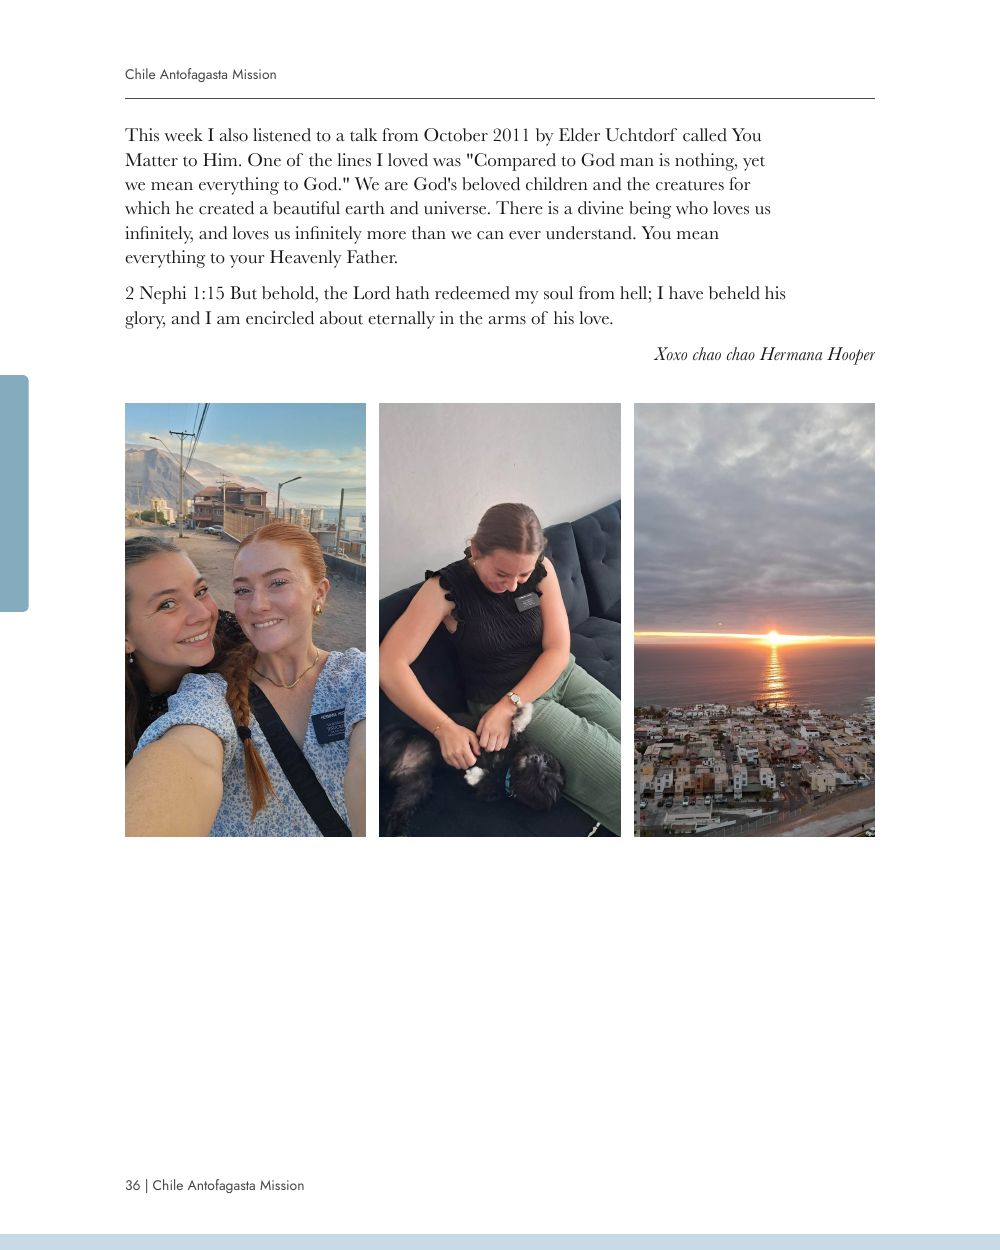 Chile Antofagasta Mission
This week I also listened to a talk from October 2011 by Elder Uchtdorf called You
Matter to Him. One of the lines I loved was "Compared to God man is nothing, yet
we mean everything to God." We are God's beloved children and the creatures for
which he created a beautiful earth and universe. There is a divine being who loves us
infinitely, and loves us infinitely more than we can ever understand. You mean
everything to your Heavenly Father.
2 Nephi 1:15 But behold, the Lord hath redeemed my soul from hell; I have beheld his
glory, and I am encircled about eternally in the arms of his love.
Xoxo chao chao Hermana Hooper
36 | Chile Antofagasta Mission